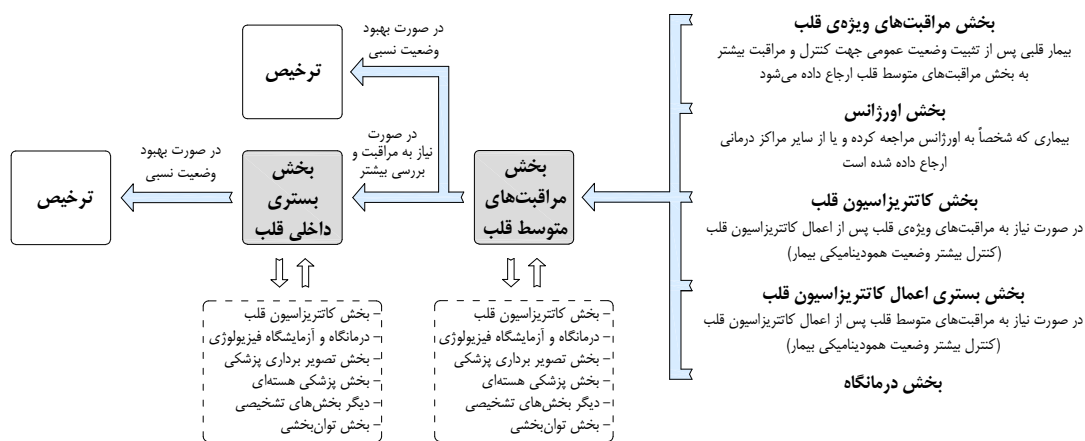 بخش مراقبت‌های ویژه‌ی قلب
بیمار قلبی پس از تثبیت وضعیت عمومی جهت کنترل و مراقبت بیشتر
به بخش مراقبت‌های متوسط قلب ارجاع داده می‌شود
بخش اورژانس
بیماری که شخصاً به اورژانس مراجعه کرده و یا از سایر مراکز درمانی
ارجاع داده شده است
بخش کاتتریزاسیون قلب
در صورت نیاز به مراقبت‌های ویژه‌ی قلب پس از اعمال کاتتریزاسیون قلب
(کنترل بیشتر وضعیت همودینامیکی بیمار)
بخش بستری اعمال کاتتریزاسیون قلب
در صورت نیاز به مراقبت‌های متوسط قلب پس از اعمال کاتتریزاسیون قلب
(کنترل بیشتر وضعیت همودینامیکی بیمار)
بخش درمانگاه
بخش
مراقبت‌های
متوسط قلب
- بخش کاتتریزاسیون قلب
- درمانگاه و آزمایشگاه فیزیولوژی
- بخش تصویر برداری پزشکی
- بخش پزشکی هسته‌ای
- دیگر بخش‌های تشخیصی
- بخش توان‌بخشی
در صورت بهبود
وضعیت نسبی
ترخیص
در صورت
نیاز به مراقبت و
بررسی بیشتر
بخش
بستری
داخلی قلب
- بخش کاتتریزاسیون قلب
- درمانگاه و آزمایشگاه فیزیولوژی
- بخش تصویر برداری پزشکی
- بخش پزشکی هسته‌ای
- دیگر بخش‌های تشخیصی
- بخش توان‌بخشی
در صورت بهبود
وضعیت نسبی
ترخیص